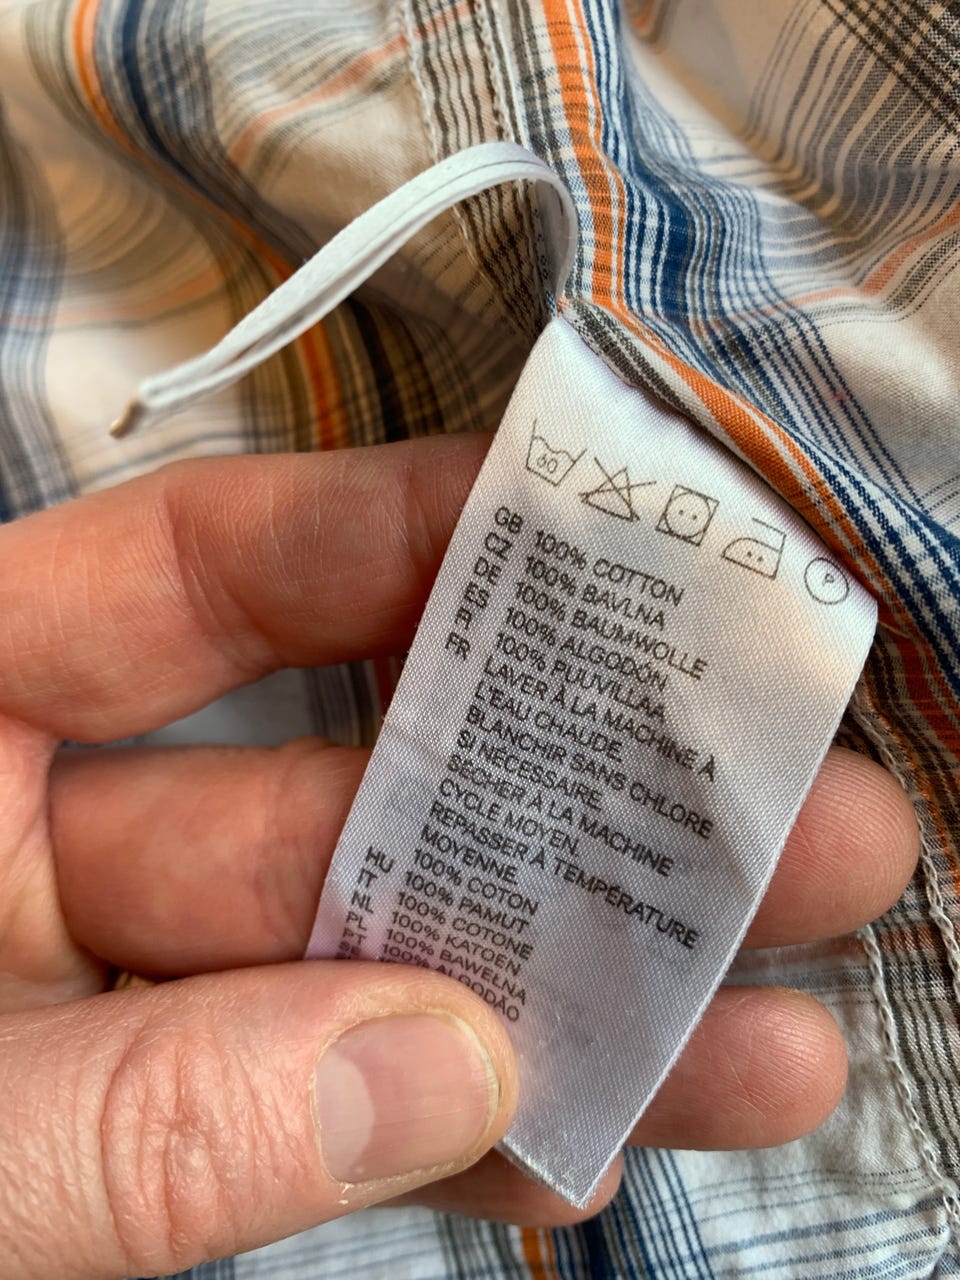 60
P
GB 100% COTTON
CZ 100% BAVLNA
DE 100% BAUMWOLLE
ES 100% ALGODÓN
FI 100% PUUVILLAA
FR LAVER À LA MACHINE À
L'EAU CHAUDE.
BLANCHIR SANS CHLORE
SI NÉCESSAIRE.
SÉCHER À LA MACHINE
CYCLE MOYEN.
REPASSER À TEMPÉRATURE
MOYENNE.
100% COTON
HU 100% PAMUT
IT 100% COTONE
NL 100% KATOEN
PL 100% BAWEŁNA
PT 100% ALGODÃO
SE